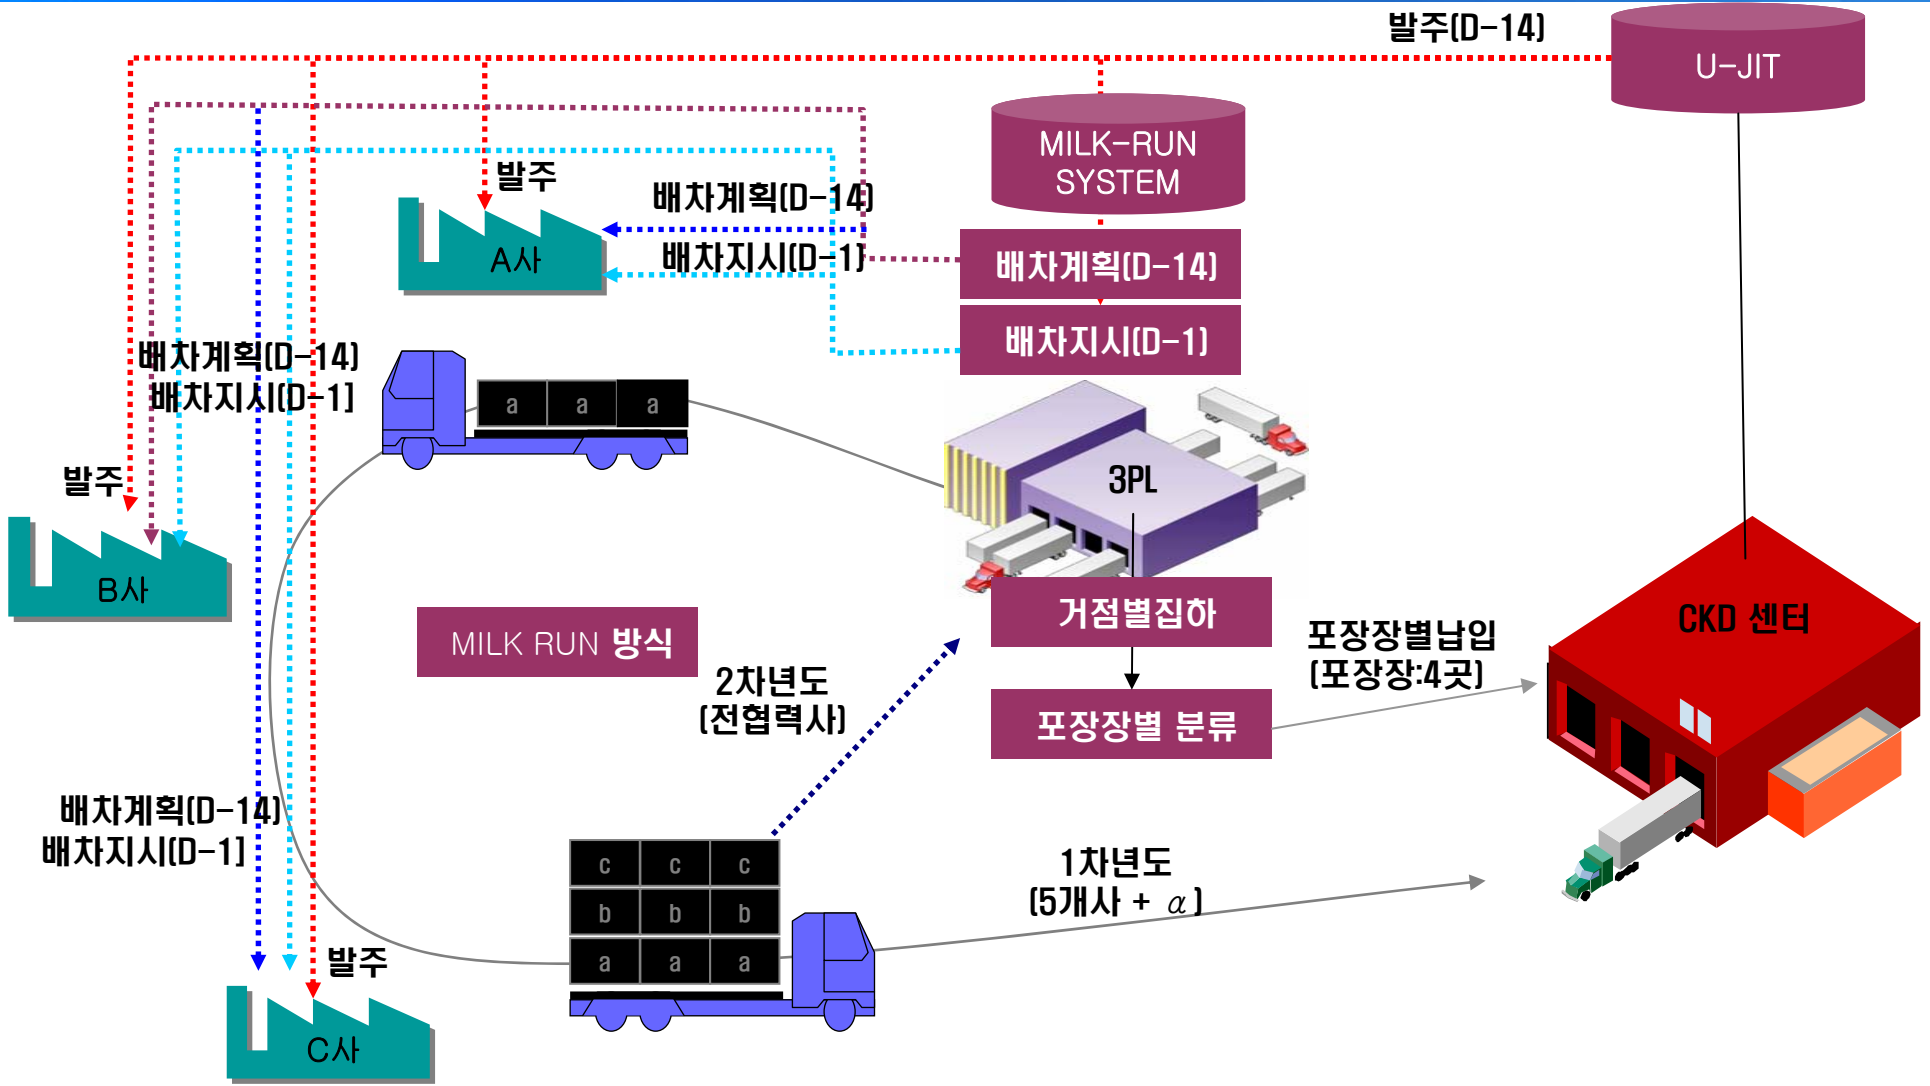 발주(D-14)
U-JIT
MILK-RUN
SYSTEM
발주
배차계획(D-14)
배차지시(D-1)
A사
배차계획(D-14)
배차지시(D-1)
배차계획(D-14)
배차지시(D-1]
a a a
발주
3PL
B사
거점별집하
CKD 센터
MILK RUN 방식
포장장별납입
(포장장:4곳)
2차년도
(전협력사)
포장장별 분류
배차계획(D-14)
배차지시(D-1]
1차년도
(5개사 + α)
c c c
b b b
a a a
발주
C사